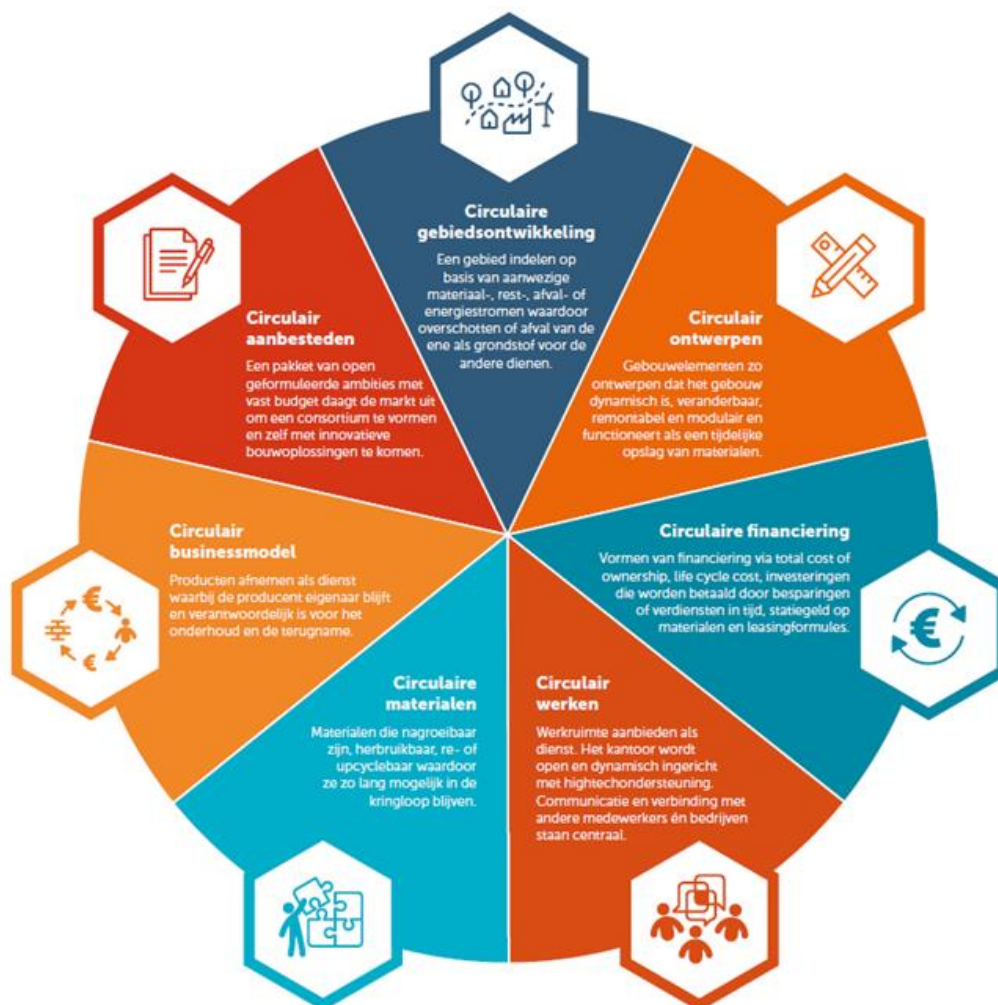 Circulaire
gebiedsontwikkeling
Een gebied indelen op
basis van aanwezige
materiaal-, rest-, afval- of
energiestromen waardoor
overschotten of afval van de
ene als grondstof voor de
andere dienen.
Circulair
ontwerpen
Gebouwelementen zo
ontwerpen dat het gebouw
dynamisch is, veranderbaar,
remontabel en modulair en
functioneert als een tijdelijke
opslag van materialen.
Circulaire financiering
Vormen van financiering via total cost of
ownership, life cycle cost, investeringen
die worden betaald door besparingen
of verdiensten in tijd, statiegeld op
materialen en leasingformules.
€
Circulair
werken
Werkruimte aanbieden als
dienst. Het kantoor wordt
open en dynamisch ingericht
met hightechondersteuning.
Communicatie en verbinding met
andere medewerkers én bedrijven
staan centraal.
Circulaire
materialen
Materialen die nagroeibaar
zijn, herbruikbaar, re- of
upcyclebaar waardoor
ze zo lang mogelijk in de
kringloop blijven.
Circulair
businessmodel
Producten afnemen als dienst
waarbij de producent eigenaar blijft
en verantwoordelijk is voor het
onderhoud en de terugname.
€
€
Circulair
aanbesteden
Een pakket van open
geformuleerde ambities met
vast budget daagt de markt uit
om een consortium te vormen
en zelf met innovatieve
bouwoplossingen te komen.